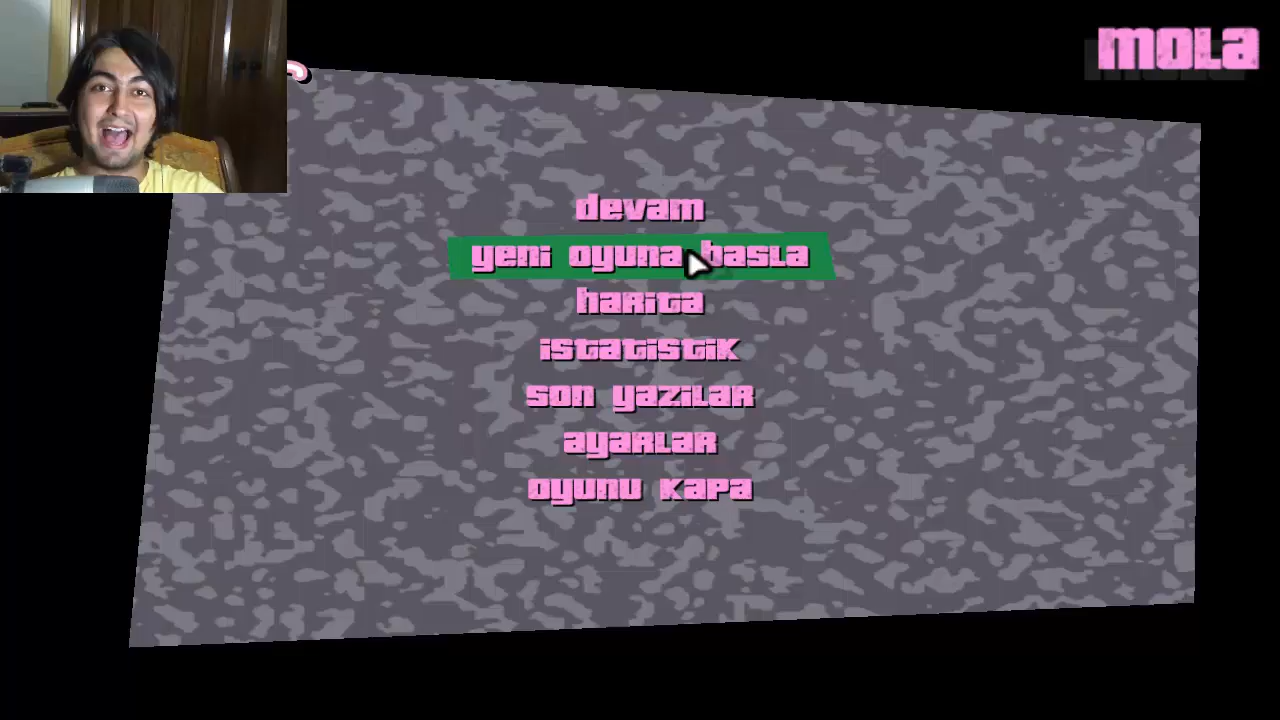 mola
devam
yeni oyuna basla
harita
istatistik
son yazilar
ayarlar
oyunu kapa